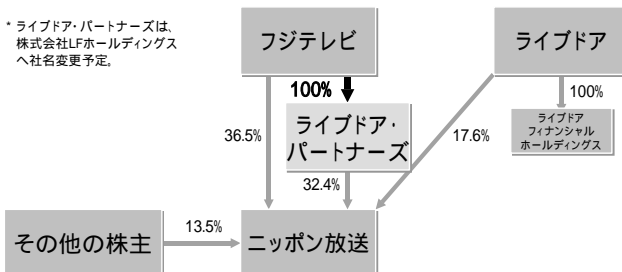 * ライブドア・パートナーズは、
株式会社LFホールディングス
へ社名変更予定。
フジテレビ
ライブドア
100%
100%
ライブドア・
パートナーズ
ライブドア
フィナンシャル
ホールディングス
36.5%
17.6%
32.4%
その他の株主
13.5%
ニッポン放送